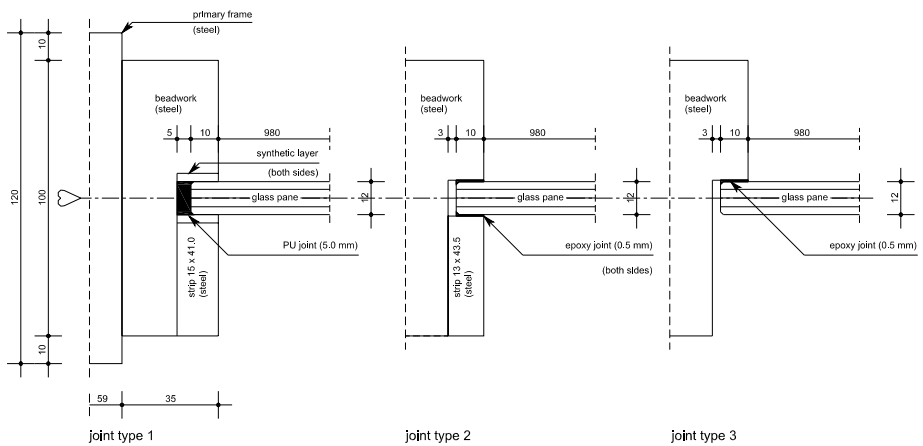 primary frame
(steel)
10
beadwork
(steel)
beadwork
(steel)
beadwork
(steel)
5
10
980
3
10
980
3
10
980
synthetic layer
(both sides)
120
100
glass pane
12
glass pane
12
glass pane
12
PU joint (5.0 mm)
epoxy joint (0.5 mm)
(both sides)
epoxy joint (0.5 mm)
strip 15 x 41.0
(steel)
strip 13 x 43.5
(steel)
10
59
35
joint type 1
joint type 2
joint type 3